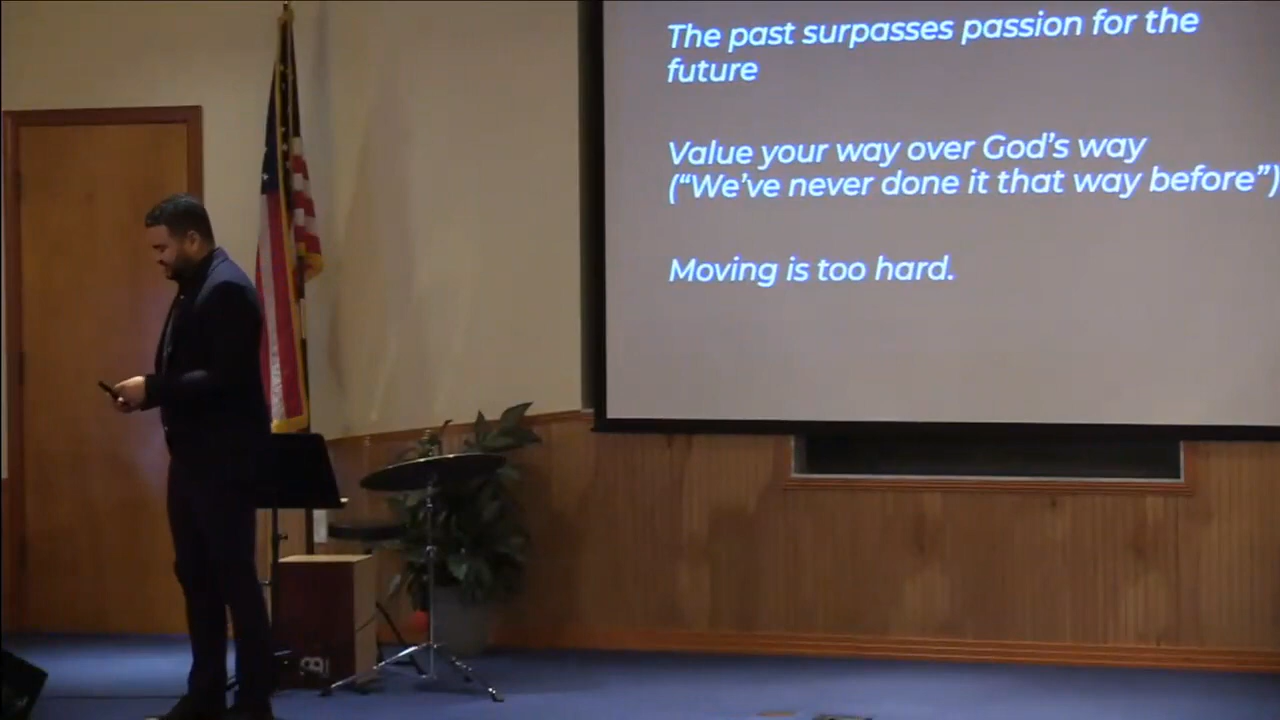 The past surpasses passion for the
future
Value your way over God's way
(“We've never done it that way before”)
Moving is too hard.